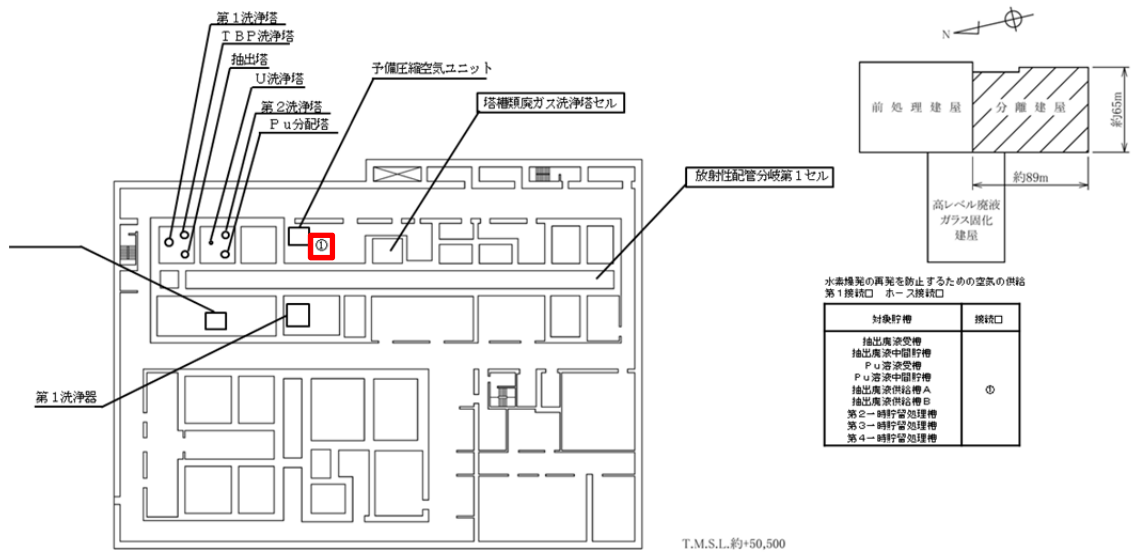 第1洗浄塔
TBP洗浄塔
抽出塔
U洗浄塔
第2洗浄塔
Pu分配塔
予備圧縮空気ユニット
塔槽類廃ガス洗浄塔セル
放射性配管分岐第1セル
①
第1洗浄器
N
前処理建屋
分離建屋
約65m
約89m
高レベル廃液
ガラス固化
建屋
水素爆発の再発を防止するための空気の供給
第1接続口 ホース接続口
対象貯槽 接続口
抽出廃液受槽
抽出廃液中間貯槽
Pu溶液受槽
Pu溶液中間貯槽
抽出廃液供給槽A
抽出廃液供給槽B
第2一時貯留処理槽
第3一時貯留処理槽
第4一時貯留処理槽
①
T.M.S.L.約+50,500